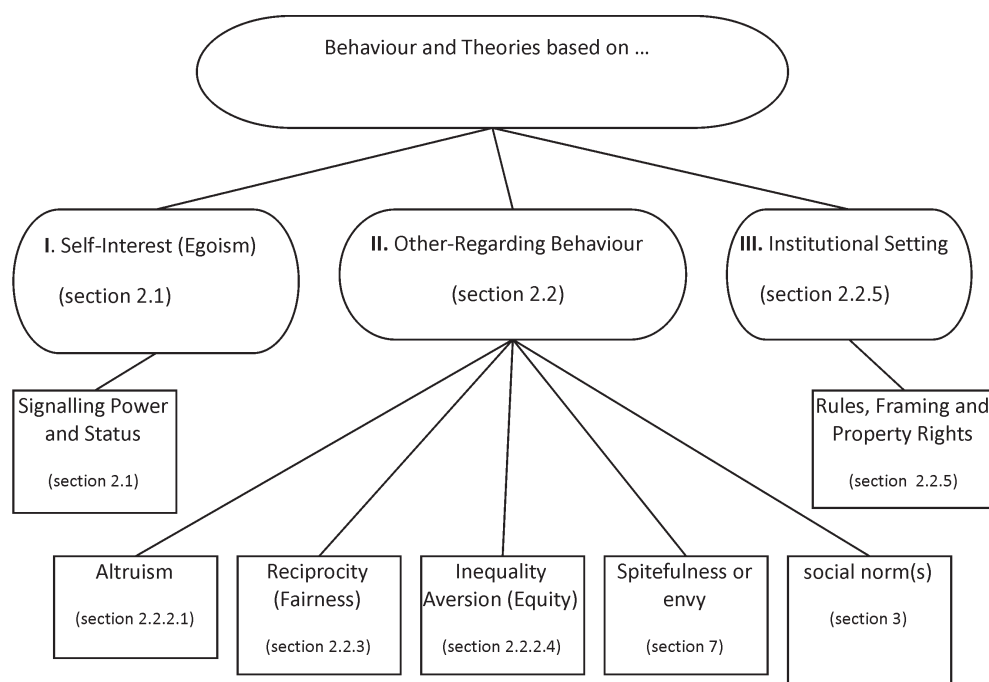 Behaviour and Theories based on ...
I. Self-Interest (Egoism)
(section 2.1)
II. Other-Regarding Behaviour
(section 2.2)
III. Institutional Setting
(section 2.2.5)
Signalling Power
and Status
(section 2.1)
Rules, Framing and
Property Rights
(section 2.2.5)
Altruism
(section 2.2.2.1)
Reciprocity
(Fairness)
(section 2.2.3)
Inequality
Aversion (Equity)
(section 2.2.2.4)
Spitefulness or
envy
(section 7)
social norm(s)
(section 3)